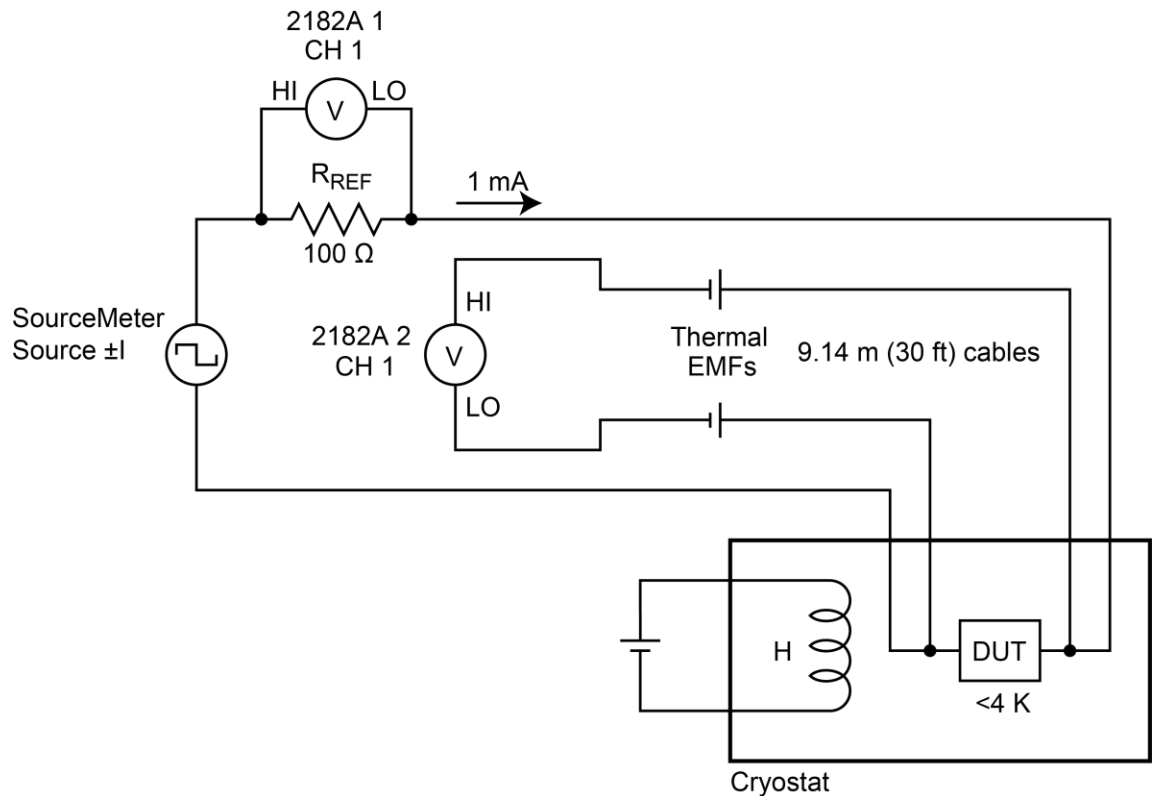 2182A 1
CH 1
HI
V
LO
R_REF
100 Ω
1 mA
SourceMeter
Source ±I
HI
2182A 2
CH 1
V
LO
Thermal
EMFs
9.14 m (30 ft) cables
H
DUT
<4 K
Cryostat